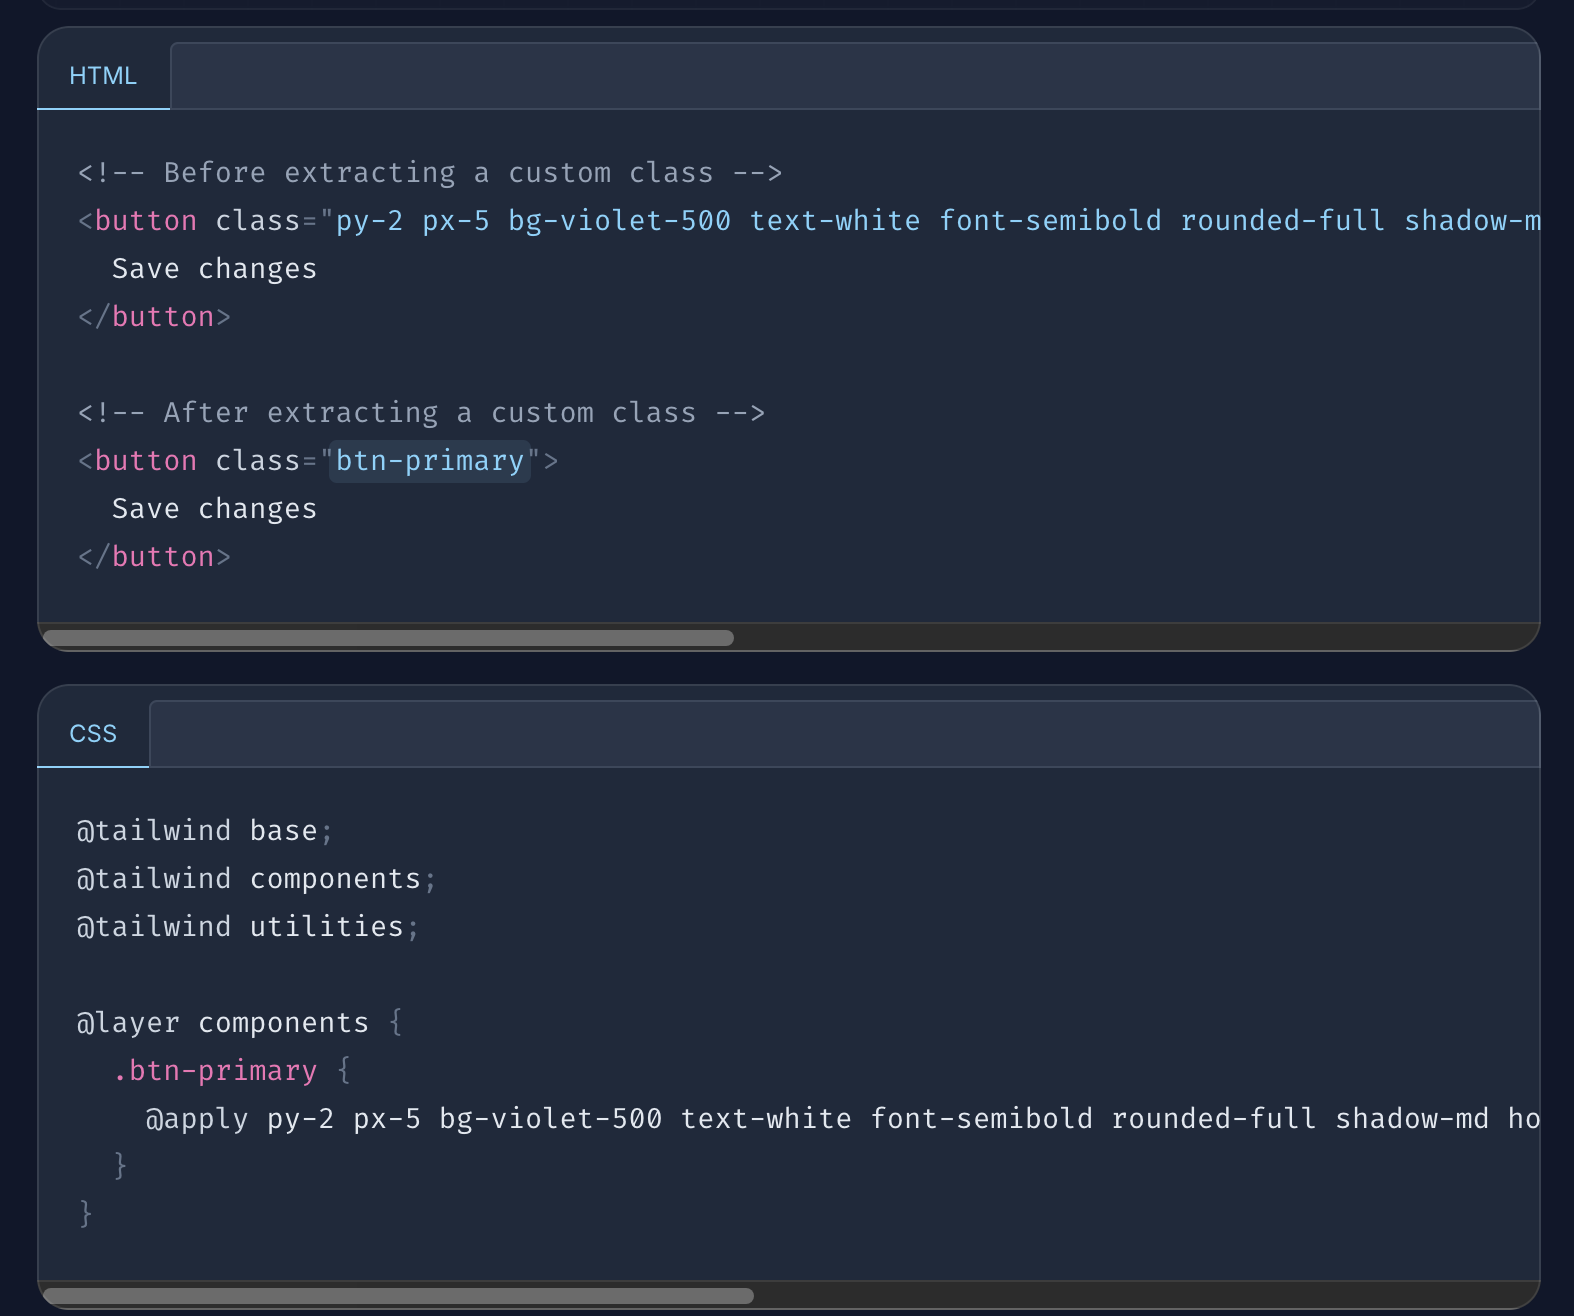 HTML
<!-- Before extracting a custom class -->
<button class="py-2 px-5 bg-violet-500 text-white font-semibold rounded-full shadow-m
  Save changes
</button>
<!-- After extracting a custom class -->
<button class="btn-primary">
  Save changes
</button>
CSS
@tailwind base;
@tailwind components;
@tailwind utilities;
@layer components {
  .btn-primary {
    @apply py-2 px-5 bg-violet-500 text-white font-semibold rounded-full shadow-md ho
  }
}